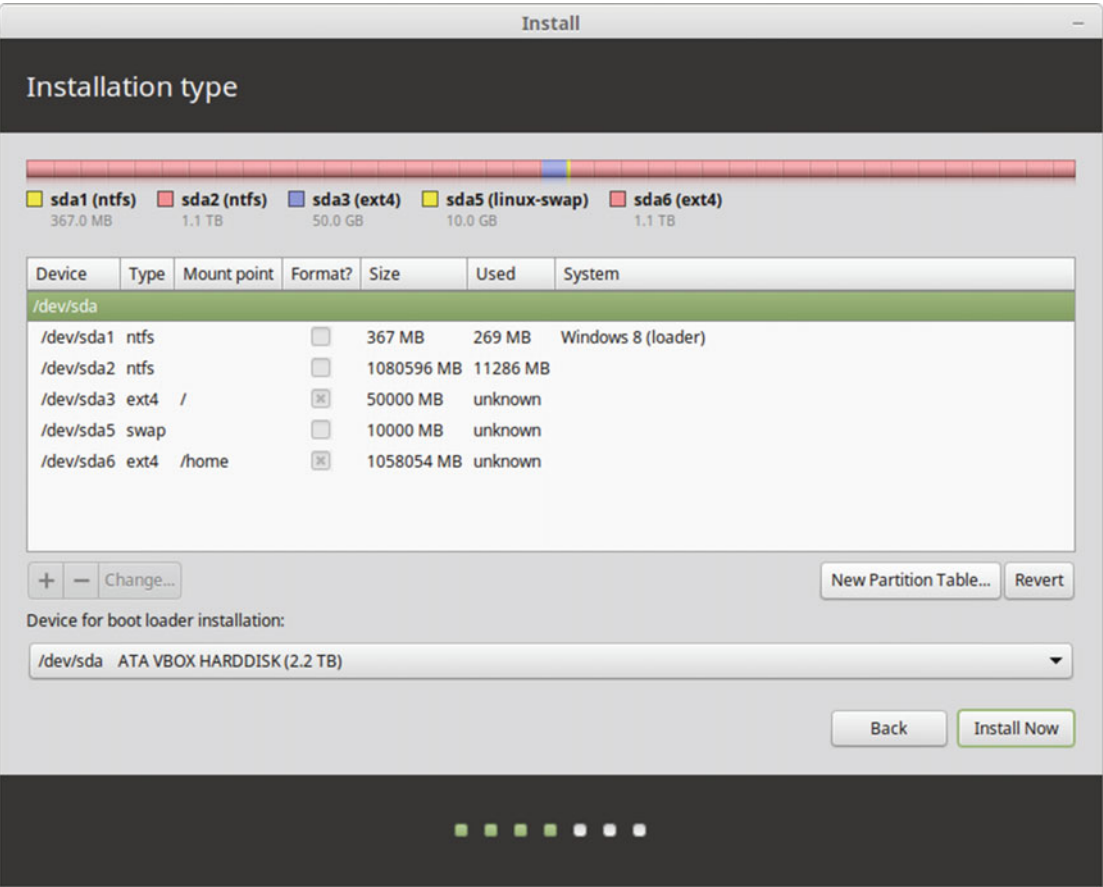 Install
Installation type
sda1 (ntfs) sda2 (ntfs) sda3 (ext4) sda5 (linux-swap) sda6 (ext4)
367.0 MB 1.1 TB 50.0 GB 10.0 GB 1.1 TB
Device Type Mount point Format? Size Used System
/dev/sda
/dev/sda1 ntfs 367 MB 269 MB Windows 8 (loader)
/dev/sda2 ntfs 1080596 MB 11286 MB
/dev/sda3 ext4 / 50000 MB unknown
/dev/sda5 swap 10000 MB unknown
/dev/sda6 ext4 /home 1058054 MB unknown
+ − Change... New Partition Table... Revert
Device for boot loader installation:
/dev/sda ATA VBOX HARDDISK (2.2 TB)
Back Install Now